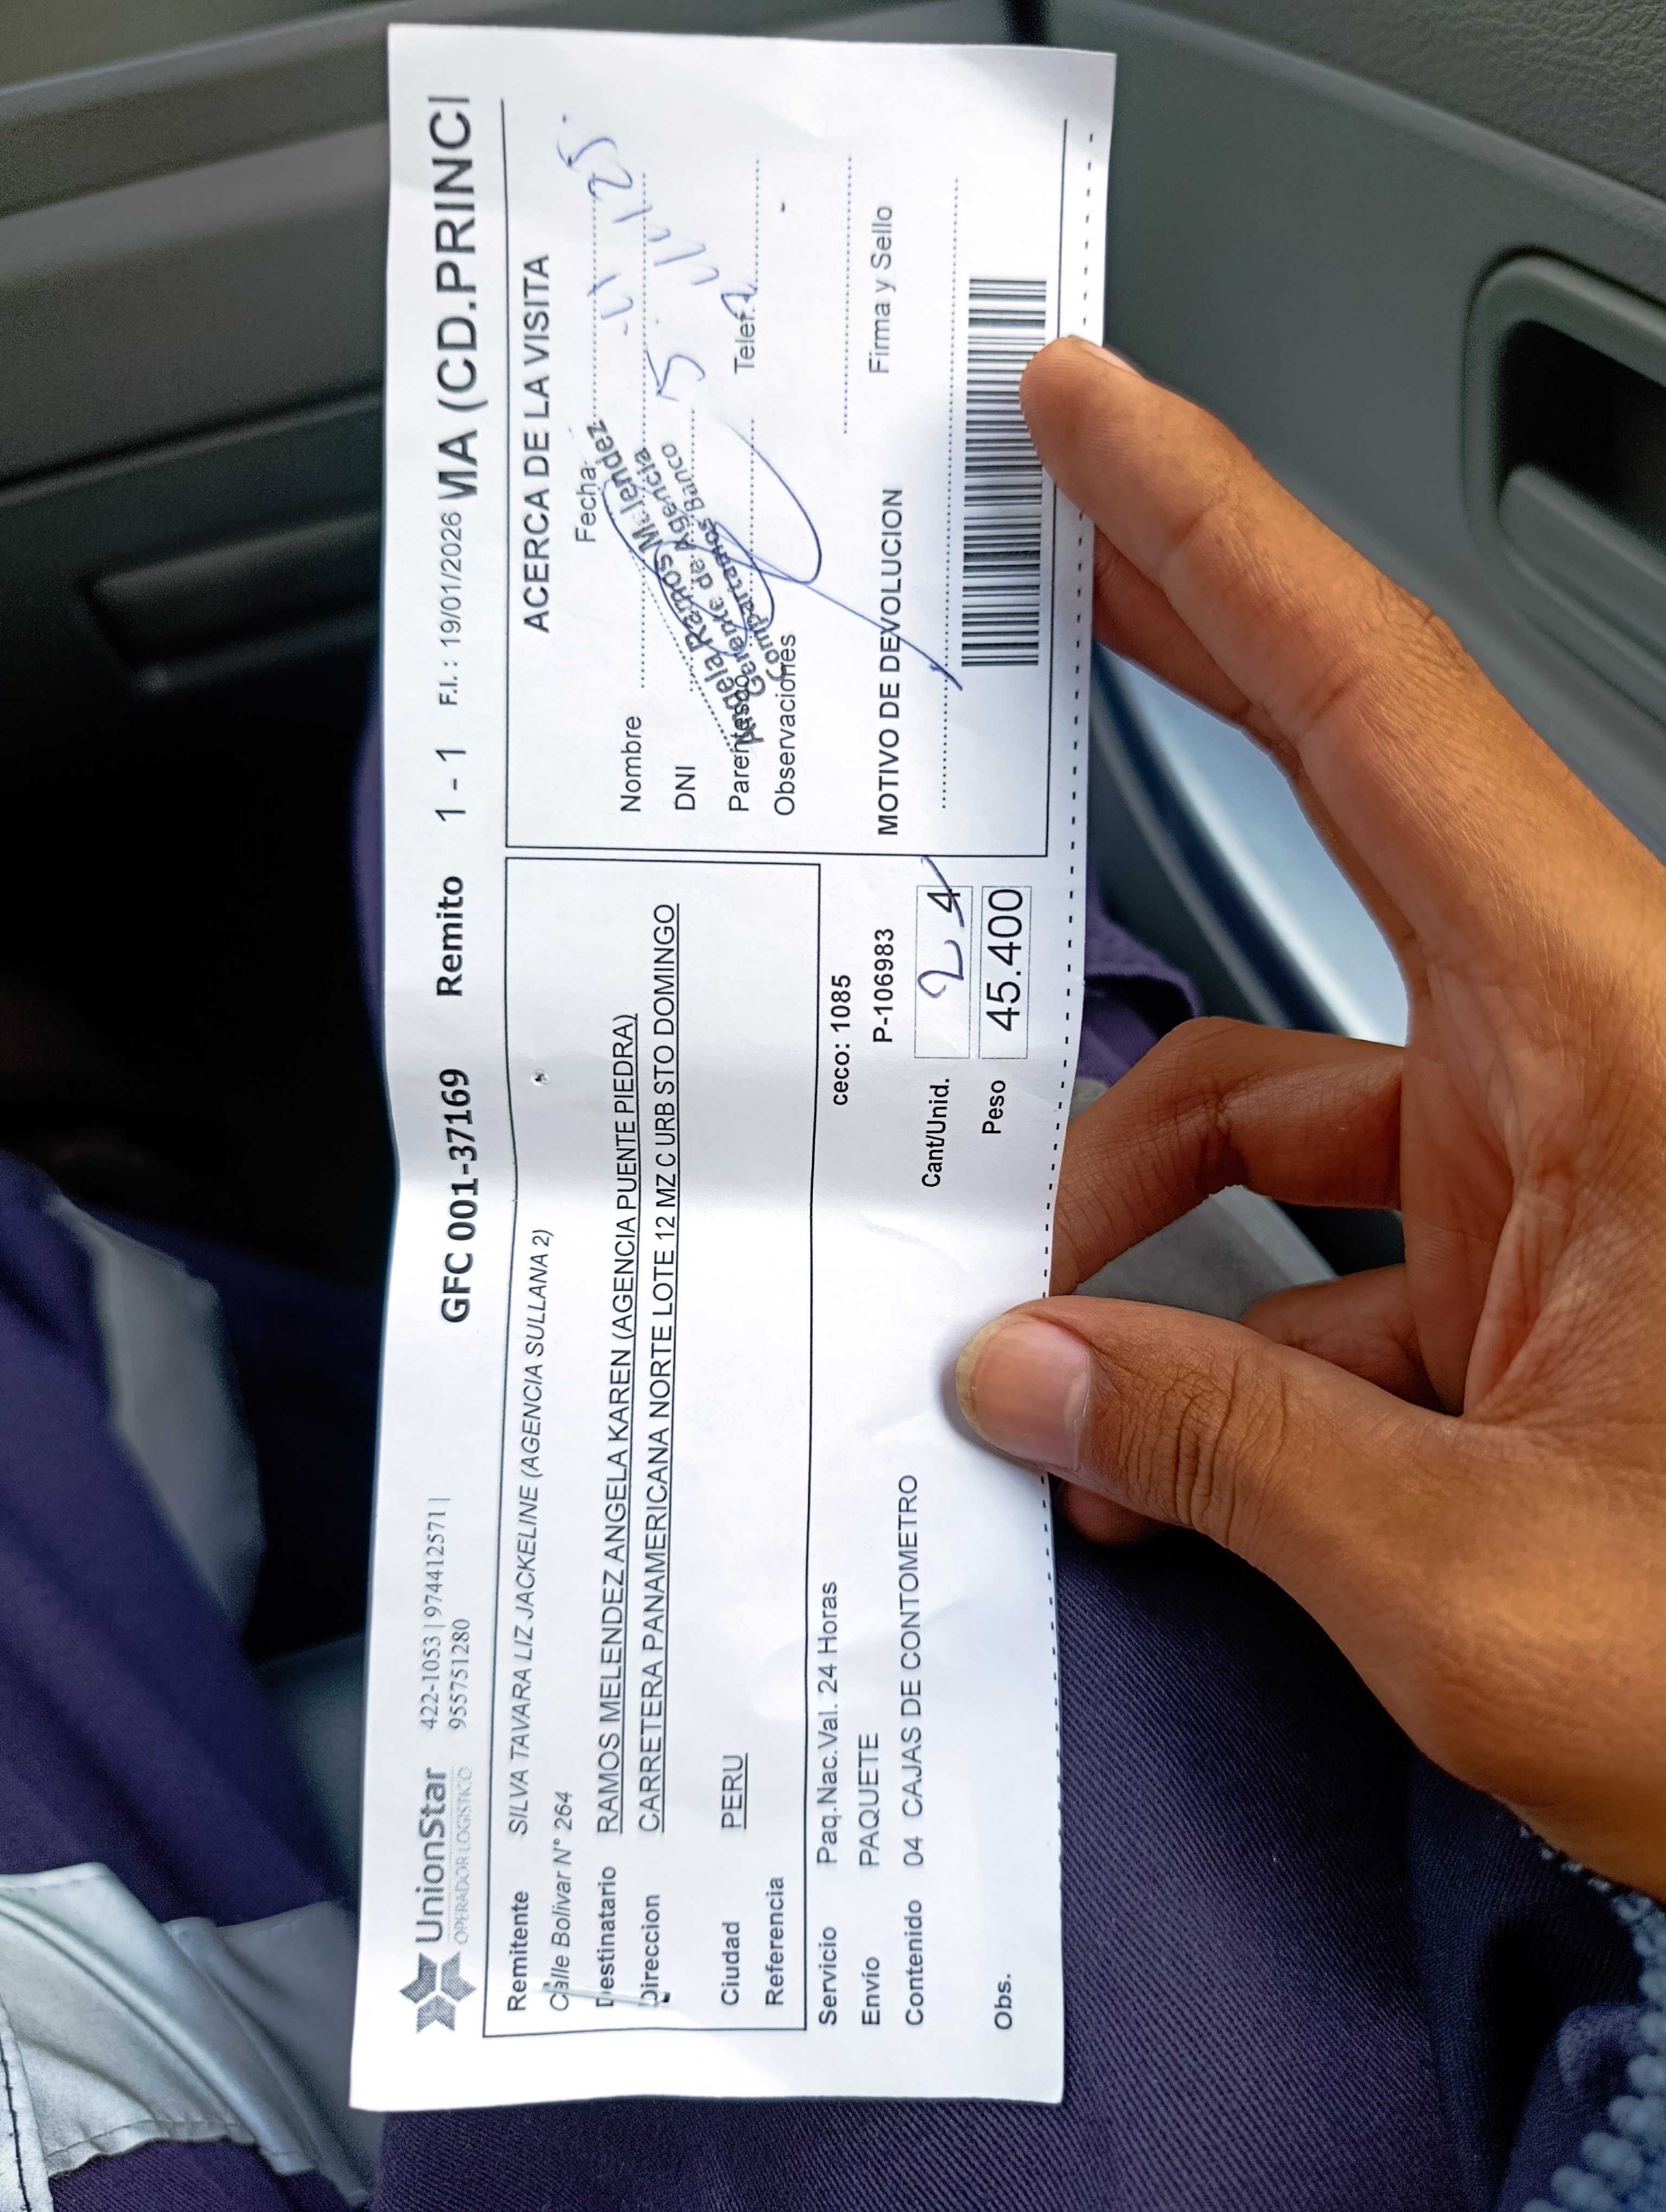 UnionStar
OPERADOR LOGISTICO
422-1053 | 974412571 |
955751280
GFC 001-37169
Remito 1 - 1
F.I.: 19/01/2026
VIA (CD.PRINCI
Remitente SILVA TAVARA LIZ JACKELINE (AGENCIA SULLANA 2)
Calle Bolivar N° 264
Destinatario RAMOS MELENDEZ ANGELA KAREN (AGENCIA PUENTE PIEDRA)
Direccion CARRETERA PANAMERICANA NORTE LOTE 12 MZ C URB STO DOMINGO
Ciudad PERU
Referencia
Servicio Paq.Nac.Val. 24 Horas
ceco: 1085
Envío PAQUETE
P-106983
Contenido 04 CAJAS DE CONTOMETRO
Cant/Unid. 24
Peso 45.400
Obs.
ACERCA DE LA VISITA
Fecha
Nombre
DNI
Parentesco
Telef.
Observaciones
Angela Ramos Melendez
Gerente de Agencia
Compartamos Banco
Firma y Sello
MOTIVO DE DEVOLUCION